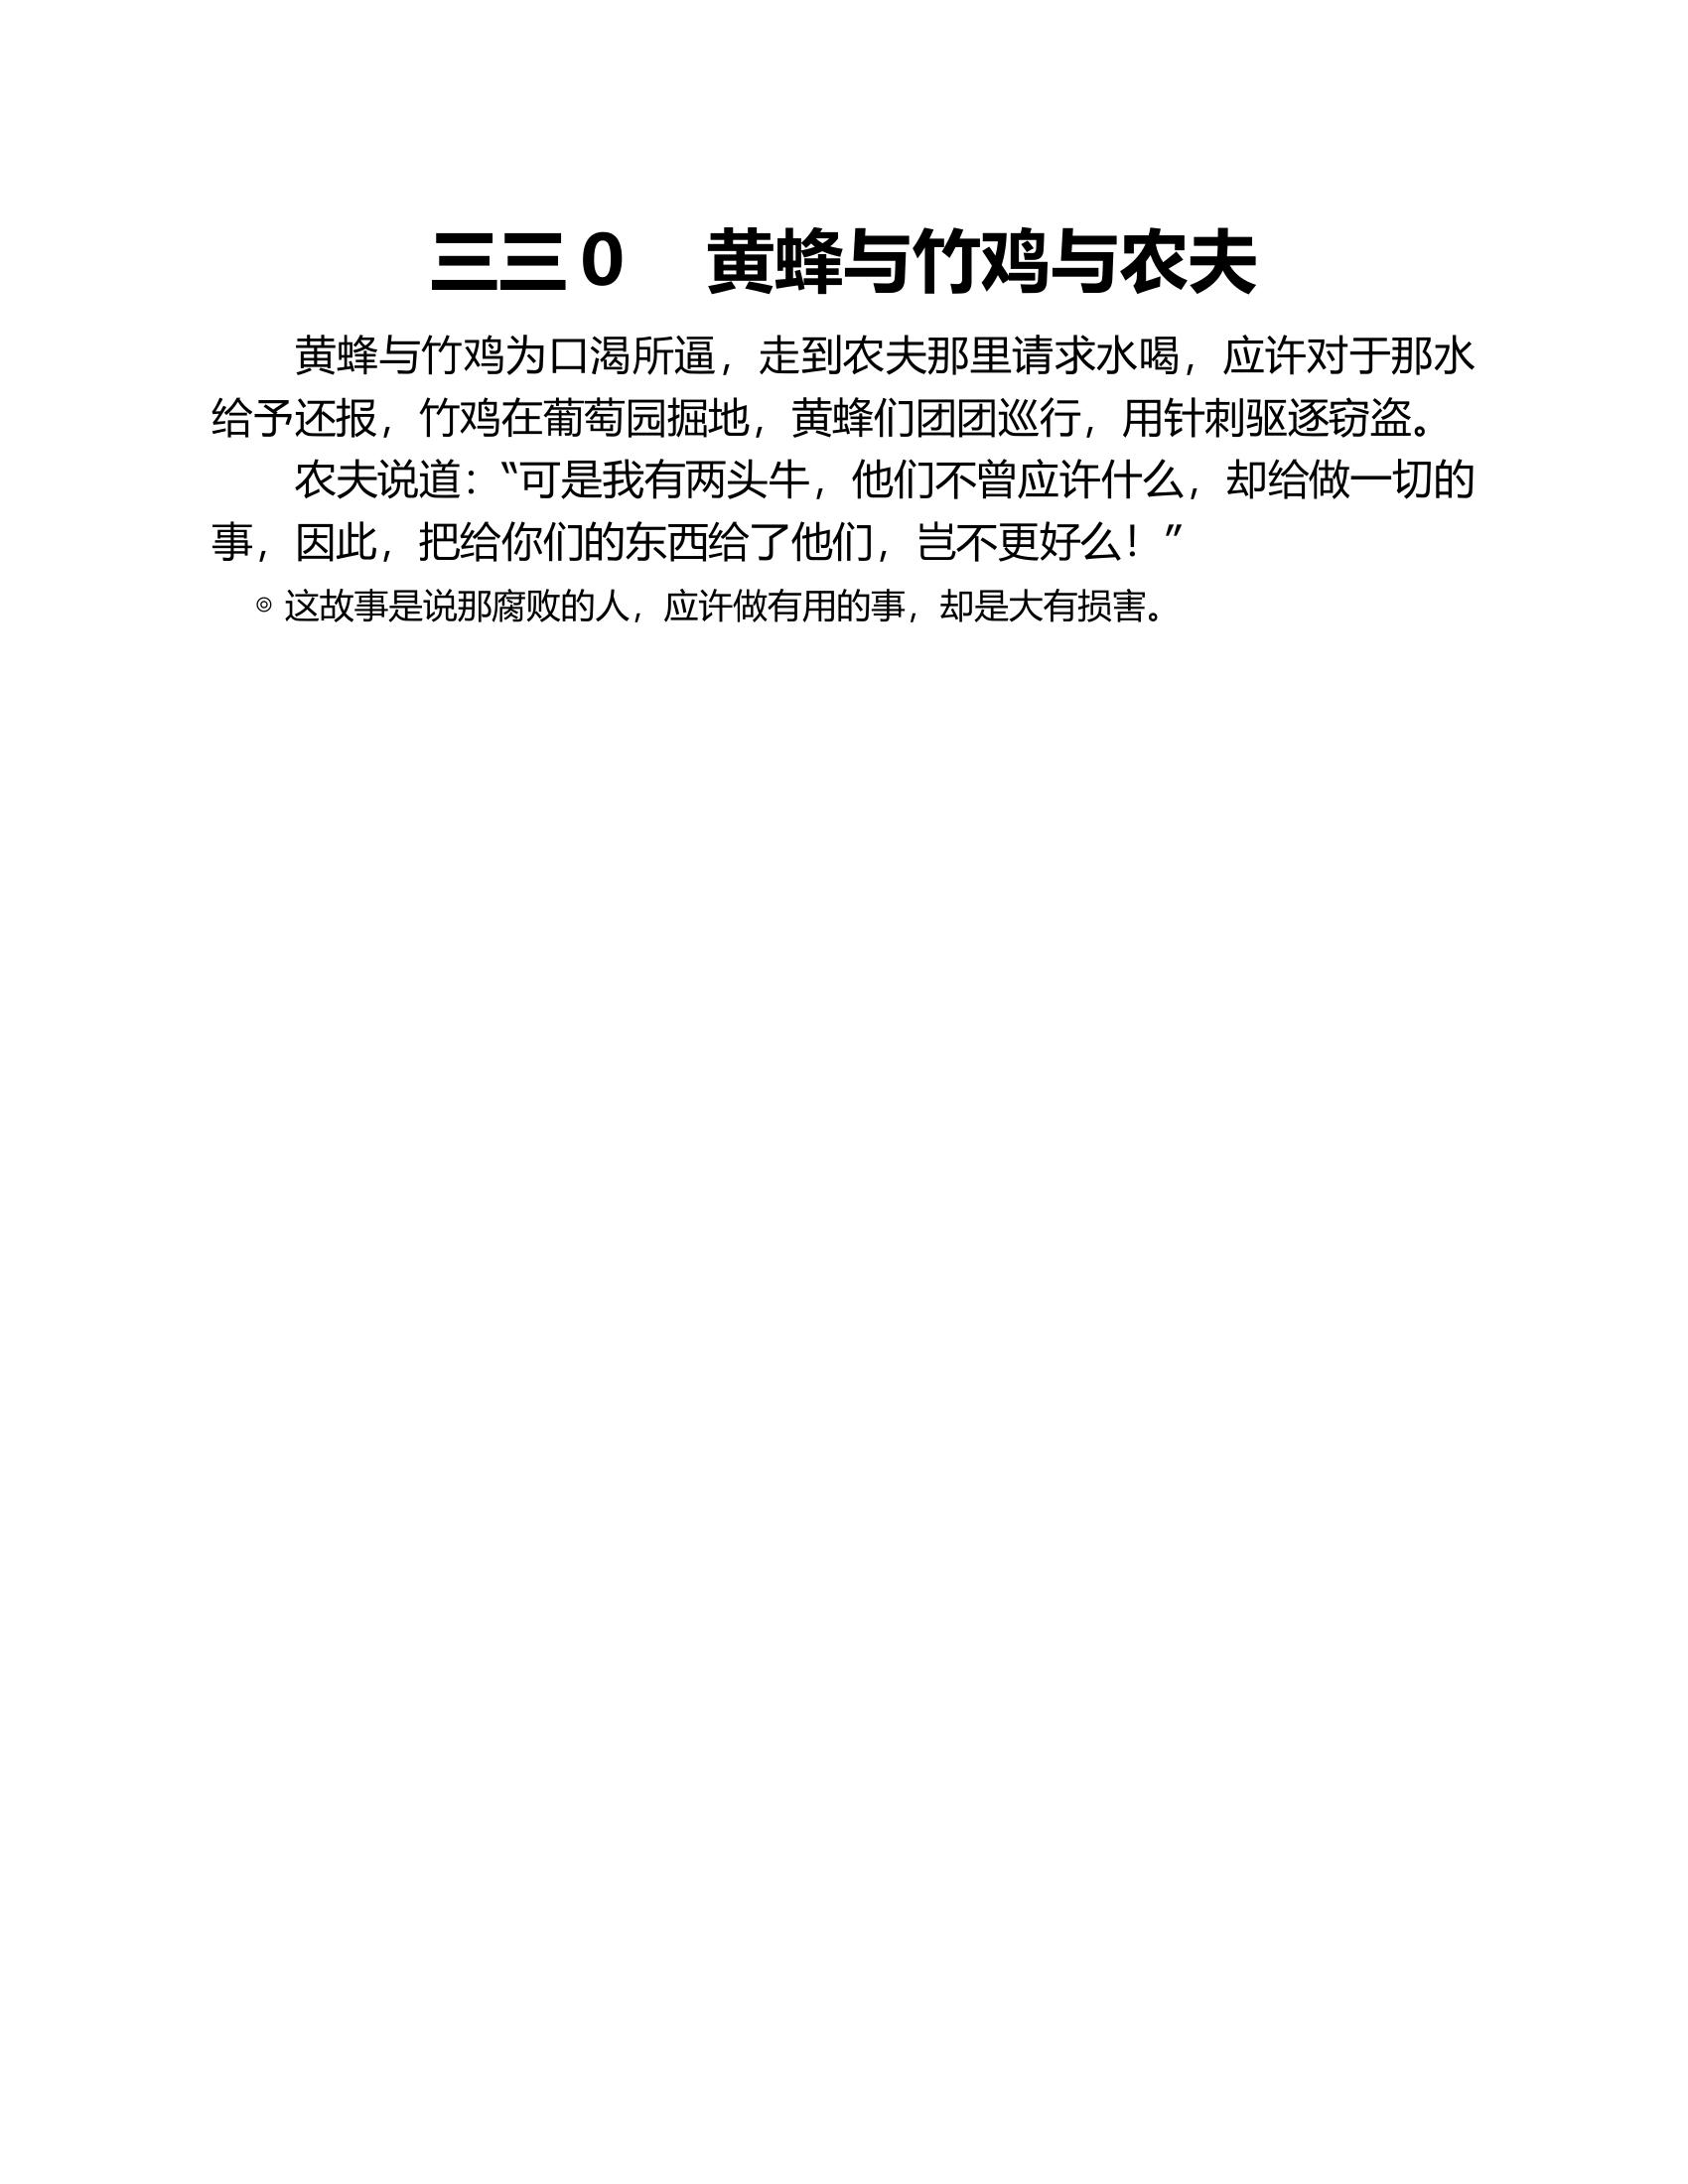 三三０　黄蜂与竹鸡与农夫
黄蜂与竹鸡为口渴所逼，走到农夫那里请求水喝，应许对于那水
给予还报，竹鸡在葡萄园掘地，黄蜂们团团巡行，用针刺驱逐窃盗。
农夫说道：“可是我有两头牛，他们不曾应许什么，却给做一切的
事，因此，把给你们的东西给了他们，岂不更好么！”
◎ 这故事是说那腐败的人，应许做有用的事，却是大有损害。